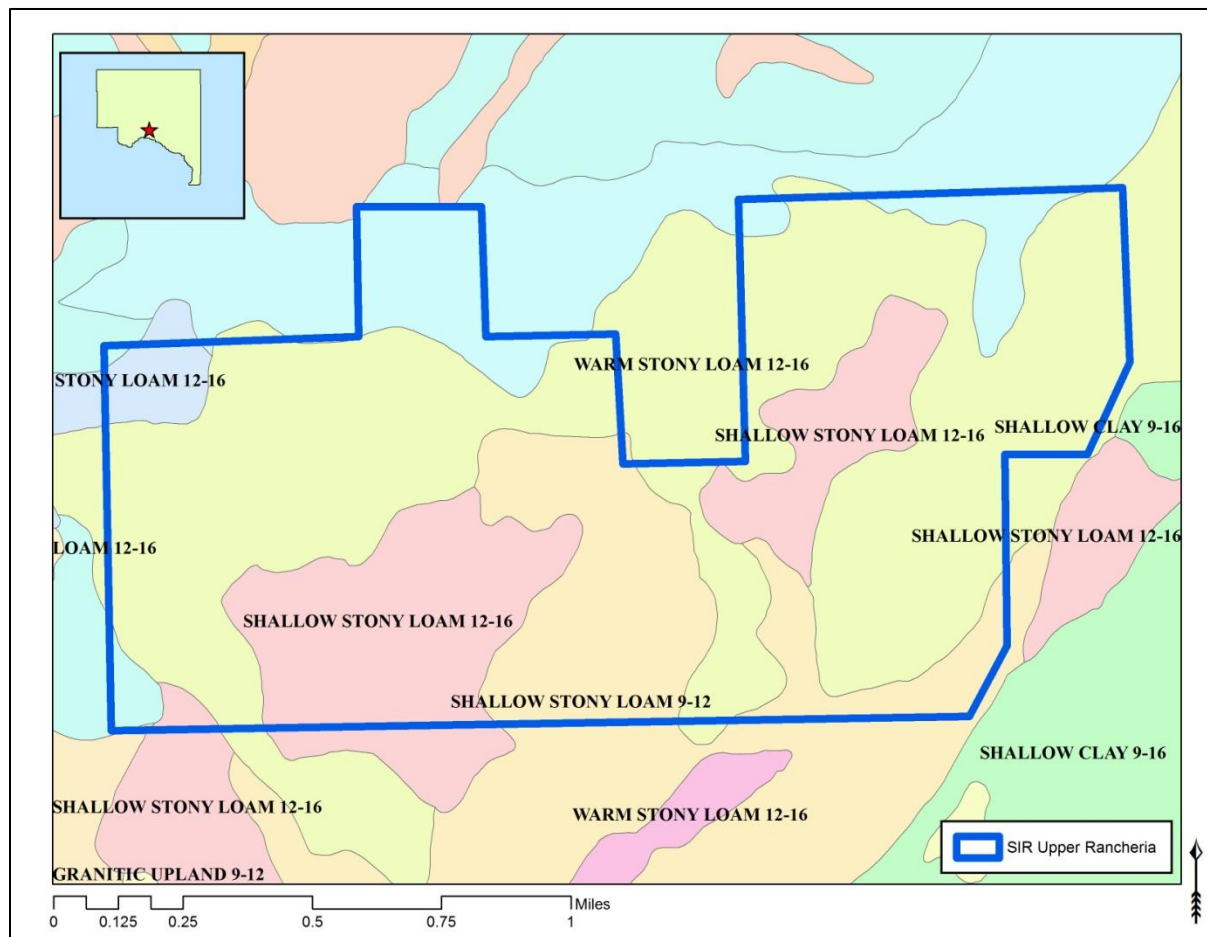 WARM STONY LOAM 12-16
STONY LOAM 12-16
SHALLOW STONY LOAM 12-16
SHALLOW CLAY 9-16
SHALLOW STONY LOAM 12-16
LOAM 12-16
SHALLOW STONY LOAM 12-16
SHALLOW STONY LOAM 9-12
SHALLOW CLAY 9-16
SHALLOW STONY LOAM 12-16
WARM STONY LOAM 12-16
SIR Upper Rancheria
GRANITIC UPLAND 9-12
Miles
0 0.125 0.25 0.5 0.75 1